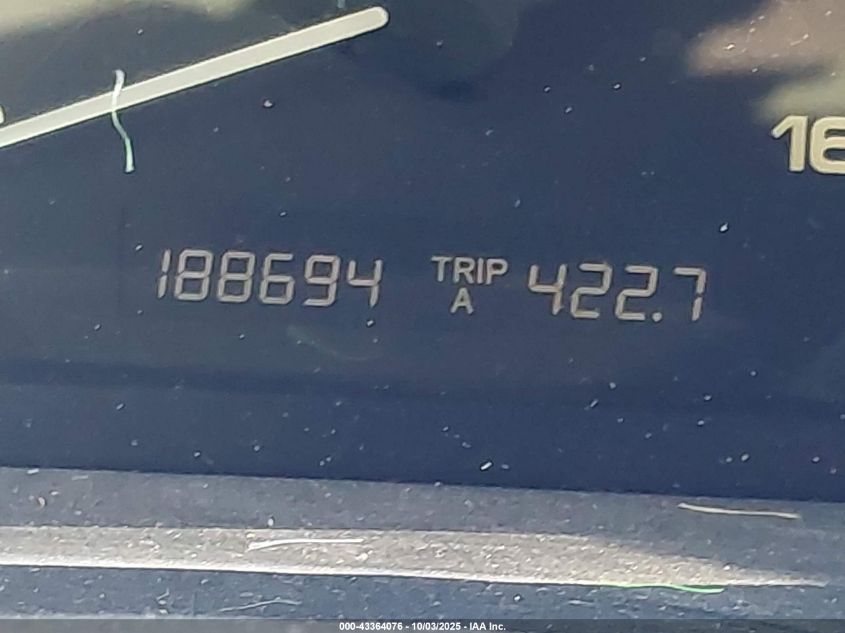 16
188694 TRIP A 422.7
000-43364076 - 10/03/2025 - IAA Inc.